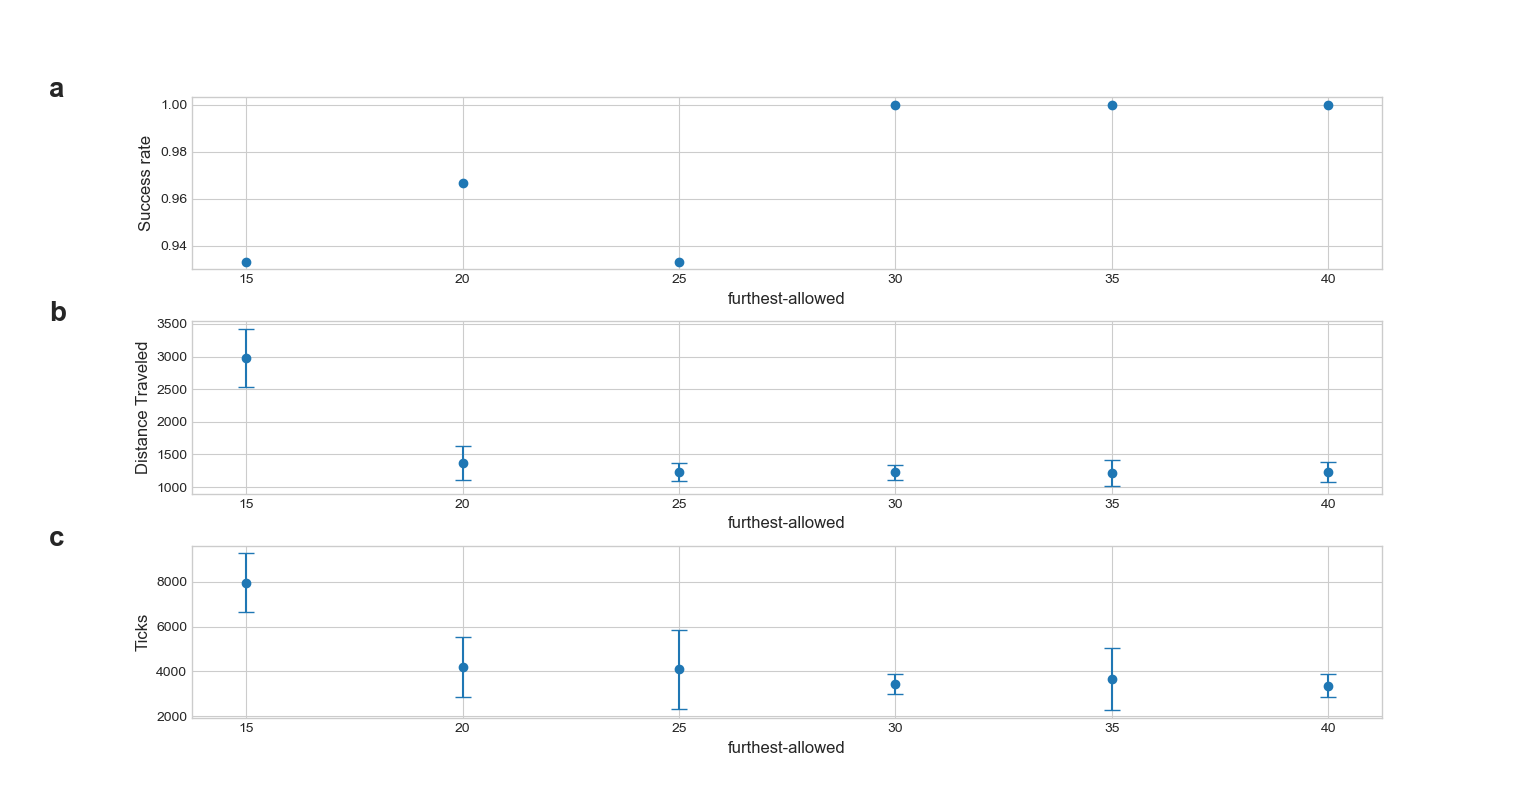 a
Success rate
1.00
0.98
0.96
0.94
15 20 25 30 35 40
furthest-allowed
b
Distance Traveled
3500
3000
2500
2000
1500
1000
15 20 25 30 35 40
furthest-allowed
c
Ticks
8000
6000
4000
2000
15 20 25 30 35 40
furthest-allowed